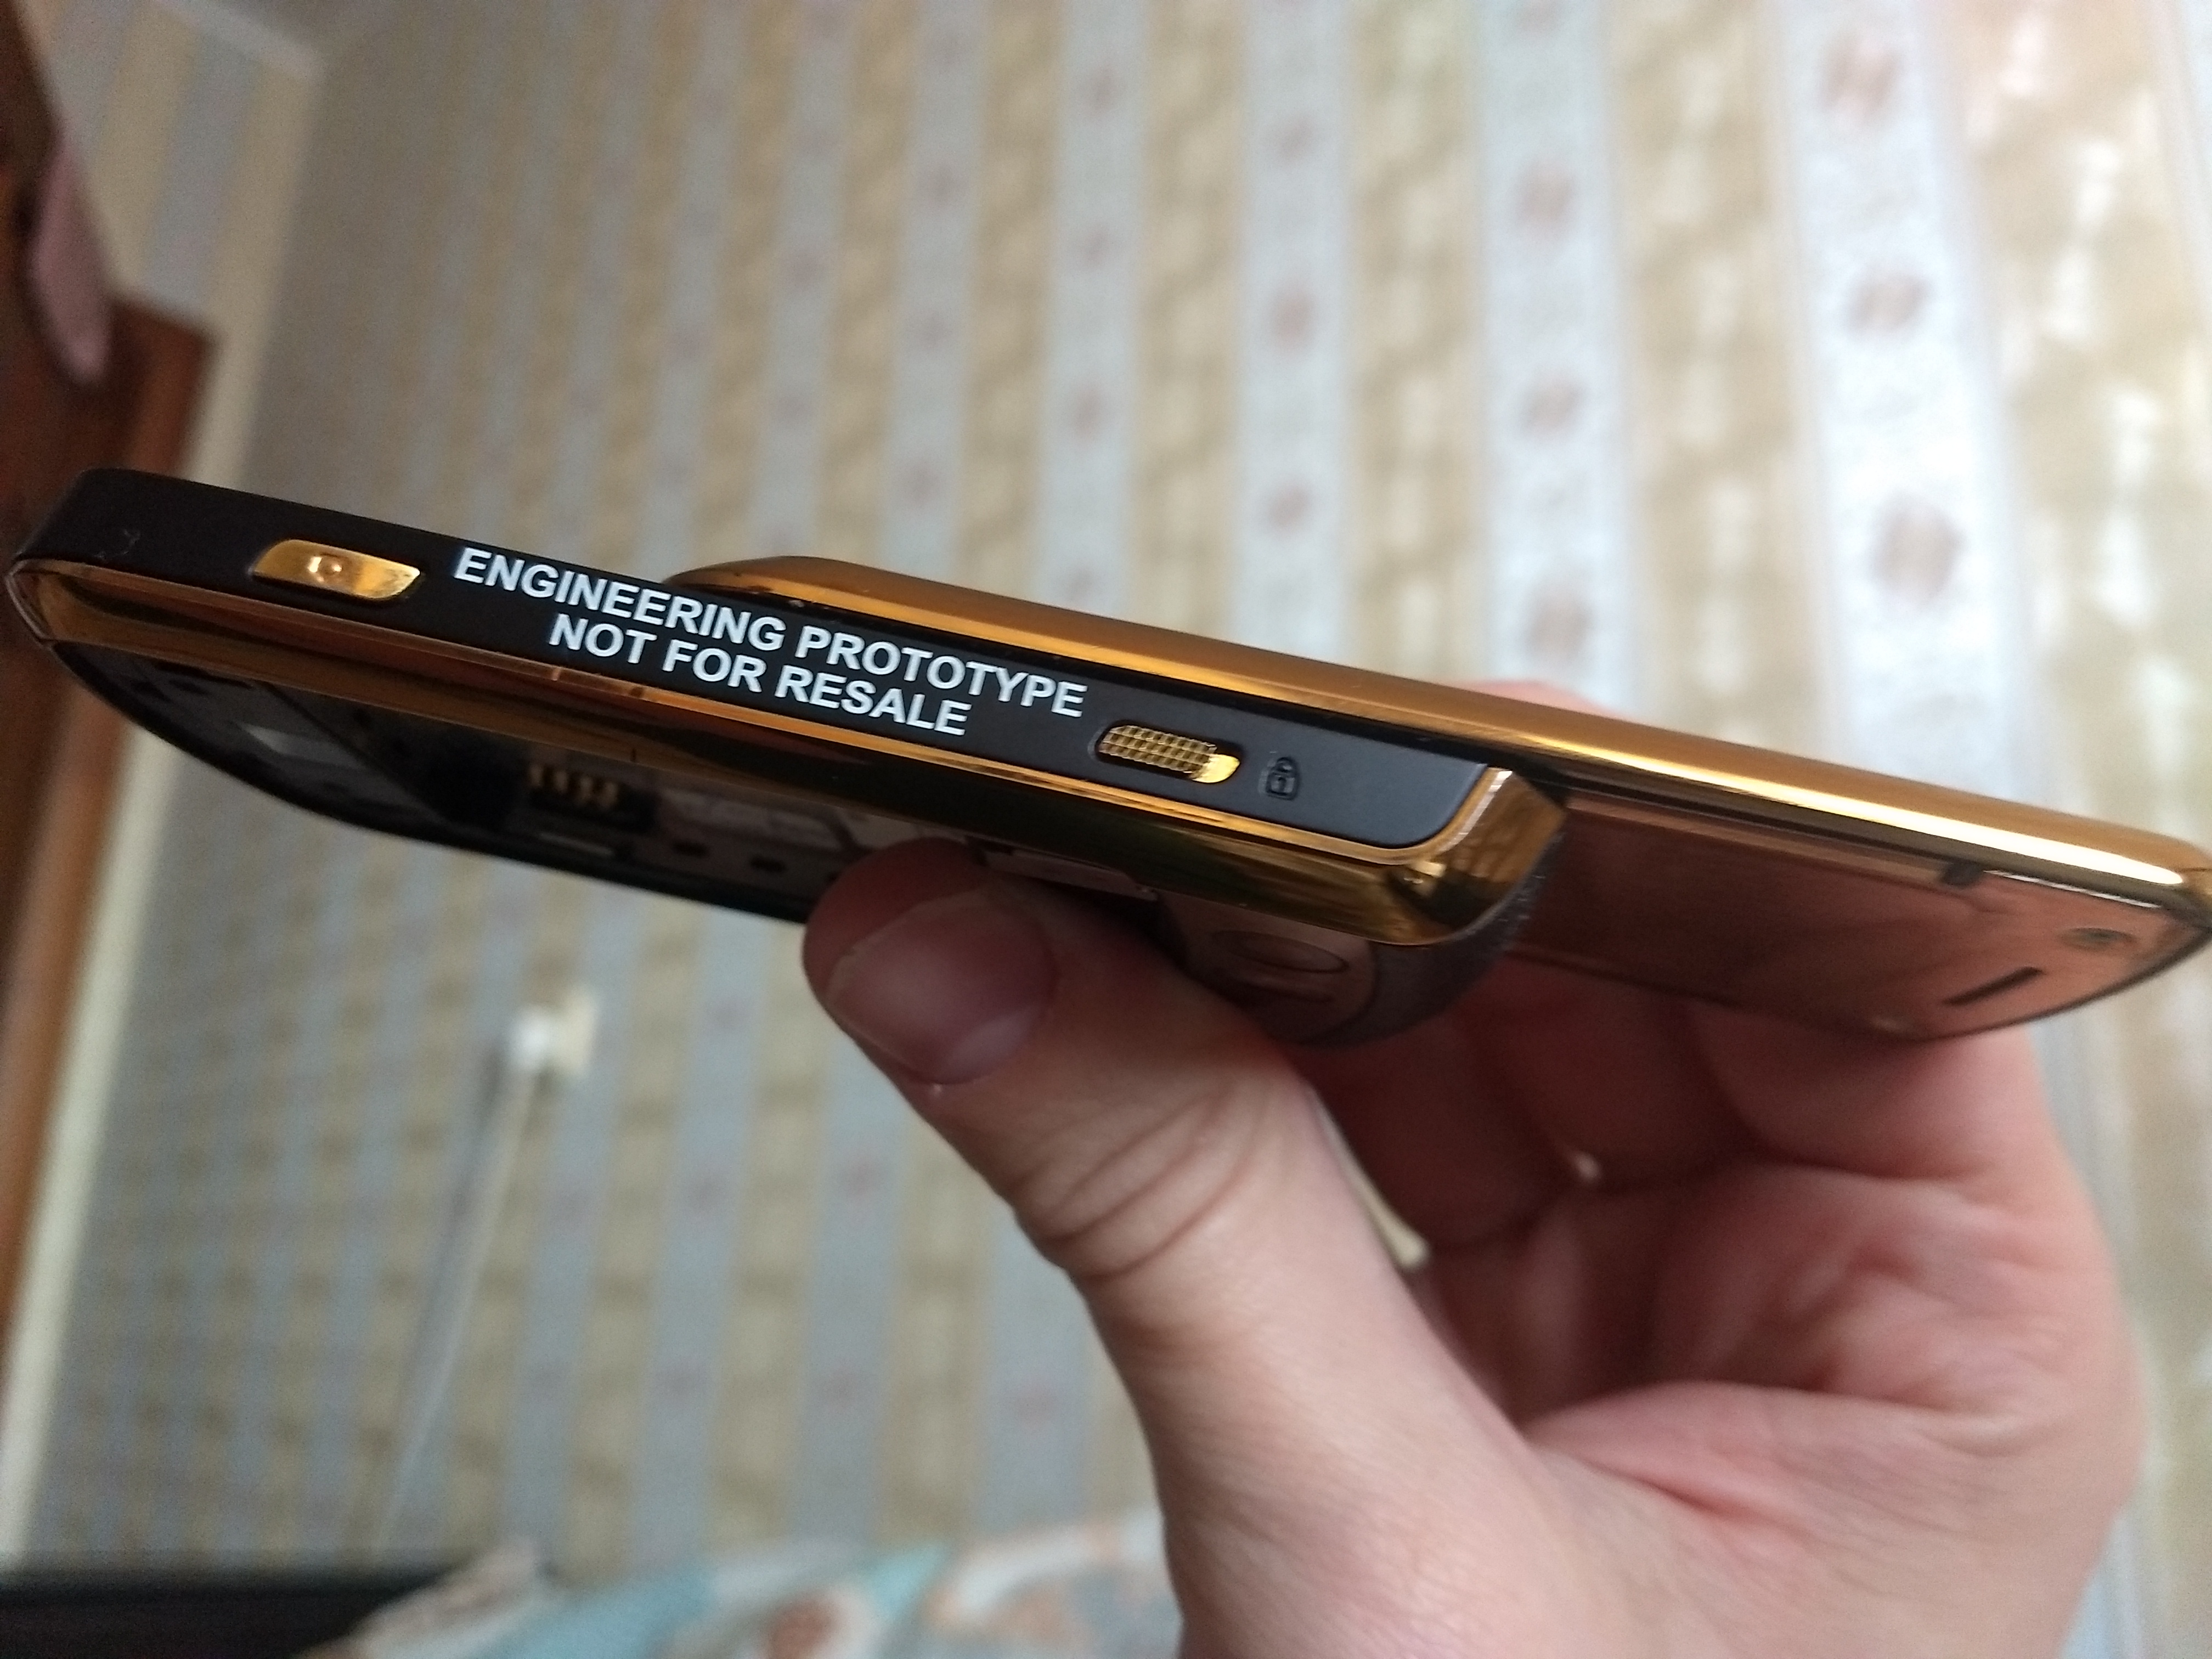 ENGINEERING PROTOTYPE
NOT FOR RESALE